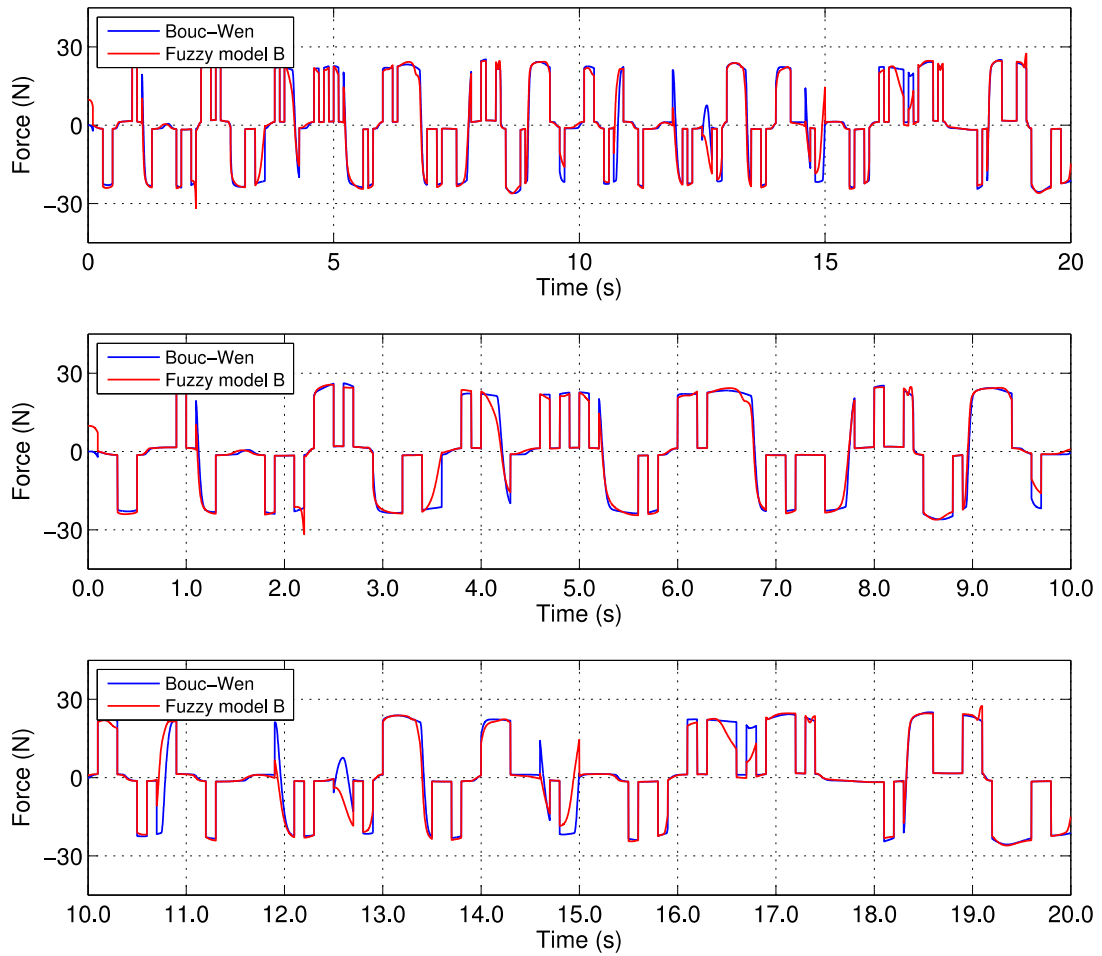 Bouc−Wen
Fuzzy model B
30
0
−30
Force (N)
0 5 10 15 20
Time (s)
Bouc−Wen
Fuzzy model B
30
0
−30
Force (N)
0.0 1.0 2.0 3.0 4.0 5.0 6.0 7.0 8.0 9.0 10.0
Time (s)
Bouc−Wen
Fuzzy model B
30
0
−30
Force (N)
10.0 11.0 12.0 13.0 14.0 15.0 16.0 17.0 18.0 19.0 20.0
Time (s)